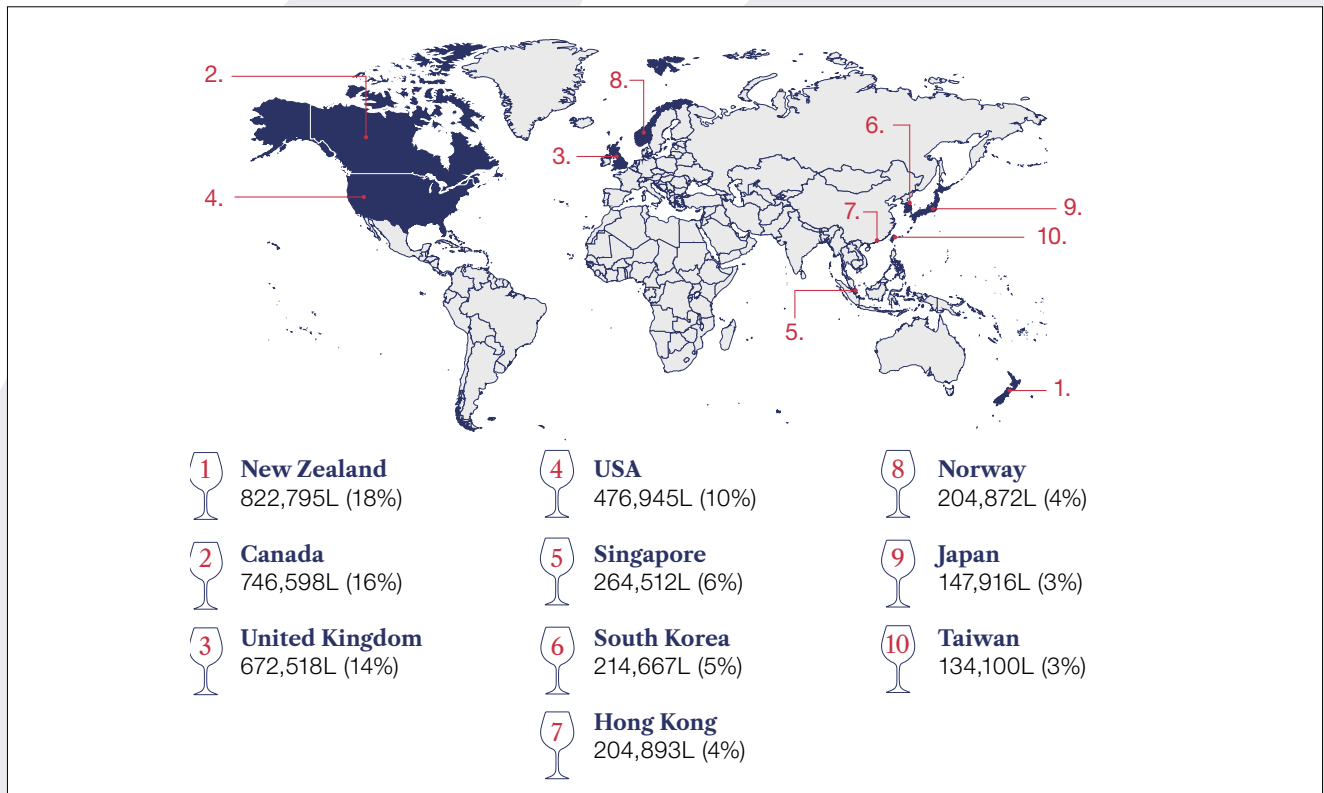 2.
8.
6.
3.
4.
7.
9.
10.
5.
1.
1
New Zealand
822,795L (18%)
2
Canada
746,598L (16%)
3
United Kingdom
672,518L (14%)
4
USA
476,945L (10%)
5
Singapore
264,512L (6%)
6
South Korea
214,667L (5%)
7
Hong Kong
204,893L (4%)
8
Norway
204,872L (4%)
9
Japan
147,916L (3%)
10
Taiwan
134,100L (3%)